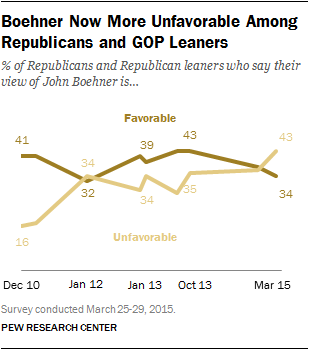 Boehner Now More Unfavorable Among
Republicans and GOP Leaners
% of Republicans and Republican leaners who say their
view of John Boehner is...
Favorable
41
39
43
43
34
32
34
35
34
16
Unfavorable
Dec 10
Jan 12
Jan 13
Oct 13
Mar 15
Survey conducted March 25-29, 2015.
PEW RESEARCH CENTER